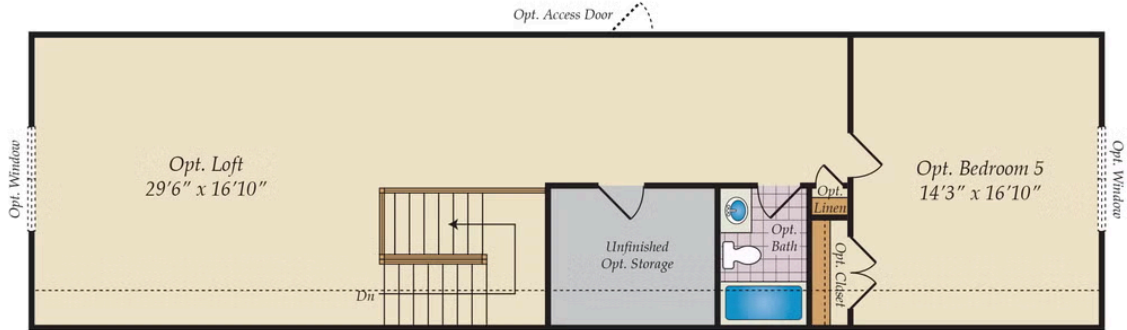 Opt. Access Door
Opt. Window
Opt. Loft
29'6" x 16'10"
Opt. Bedroom 5
14'3" x 16'10"
Opt. Window
Opt.
Linen
Opt.
Bath
Unfinished
Opt. Storage
Opt. Closet
Dn